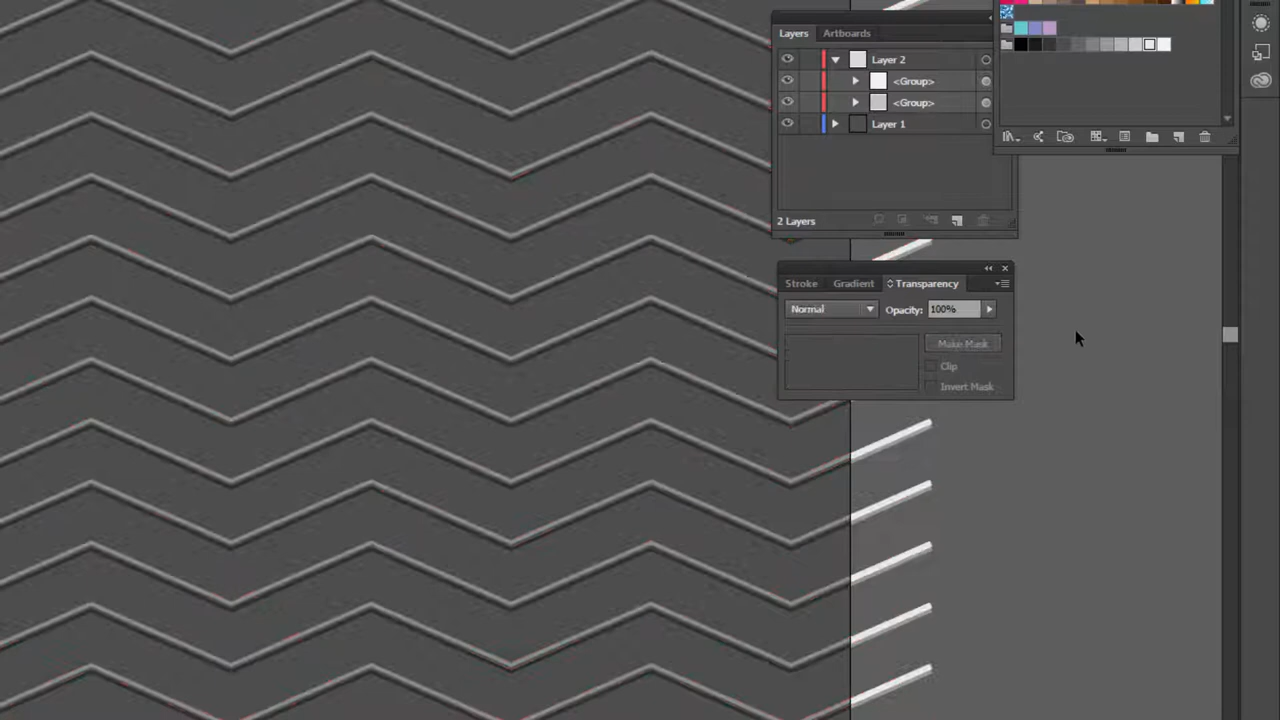 Layers Artboards
Layer 2
<Group>
<Group>
Layer 1
2 Layers
Stroke Gradient Transparency
Normal Opacity: 100%
Make Mask
Clip
Invert Mask